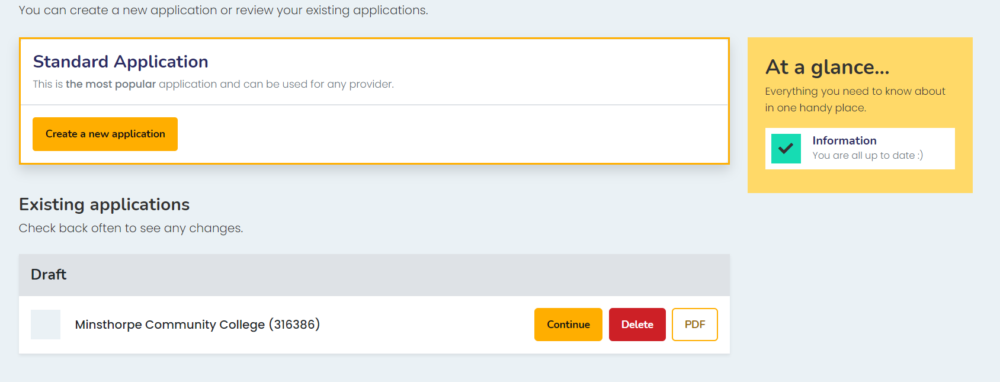 You can create a new application or review your existing applications.
Standard Application
This is the most popular application and can be used for any provider.
Create a new application
At a glance...
Everything you need to know about
in one handy place.
Information
You are all up to date :)
Existing applications
Check back often to see any changes.
Draft
Minsthorpe Community College (316386)
Continue
Delete
PDF